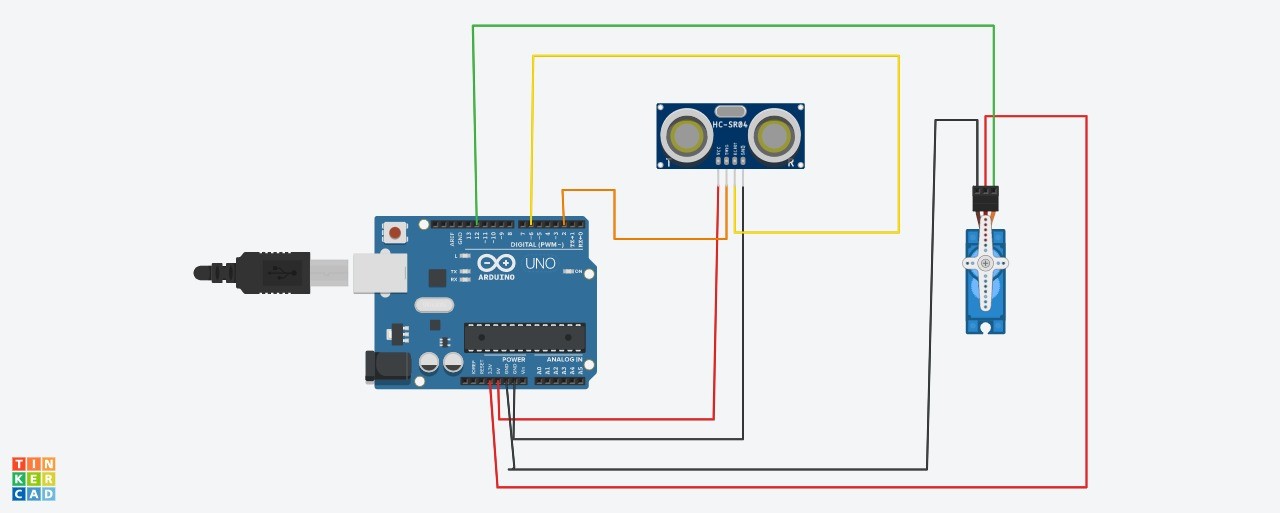 HC-SR04
VCC
TRIG
ECHO
GND
T
R
AREF
GND
13
12
~11
~10
~9
8
7
~6
~5
4
~3
2
TX→1
RX←0
DIGITAL (PWM~)
L
TX
RX
ARDUINO
UNO
ON
POWER
ANALOG IN
IOREF
RESET
3.3V
5V
GND
GND
Vin
A0
A1
A2
A3
A4
A5
TIN
KER
CAD